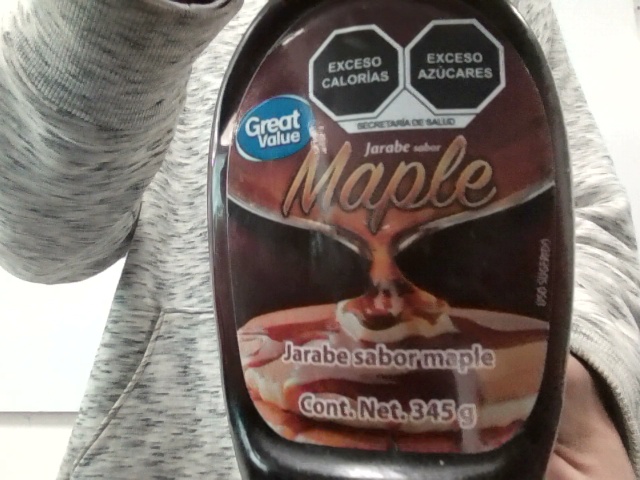 EXCESO
CALORÍAS
EXCESO
AZÚCARES
SECRETARÍA DE SALUD
Great
Value
Jarabe sabor
Maple
Jarabe sabor maple
Cont. Net. 345 g